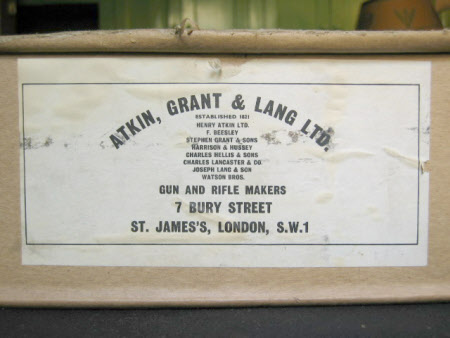 ATKIN, GRANT & LANG LTD.
ESTABLISHED 1821
HENRY ATKIN LTD.
F. BEESLEY
STEPHEN GRANT & SONS
HARRISON & HUSSEY
CHARLES HELLIS & SONS
CHARLES LANCASTER & CO.
JOSEPH LANG & SON
WATSON BROS.
GUN AND RIFLE MAKERS
7 BURY STREET
ST. JAMES'S, LONDON, S.W.1